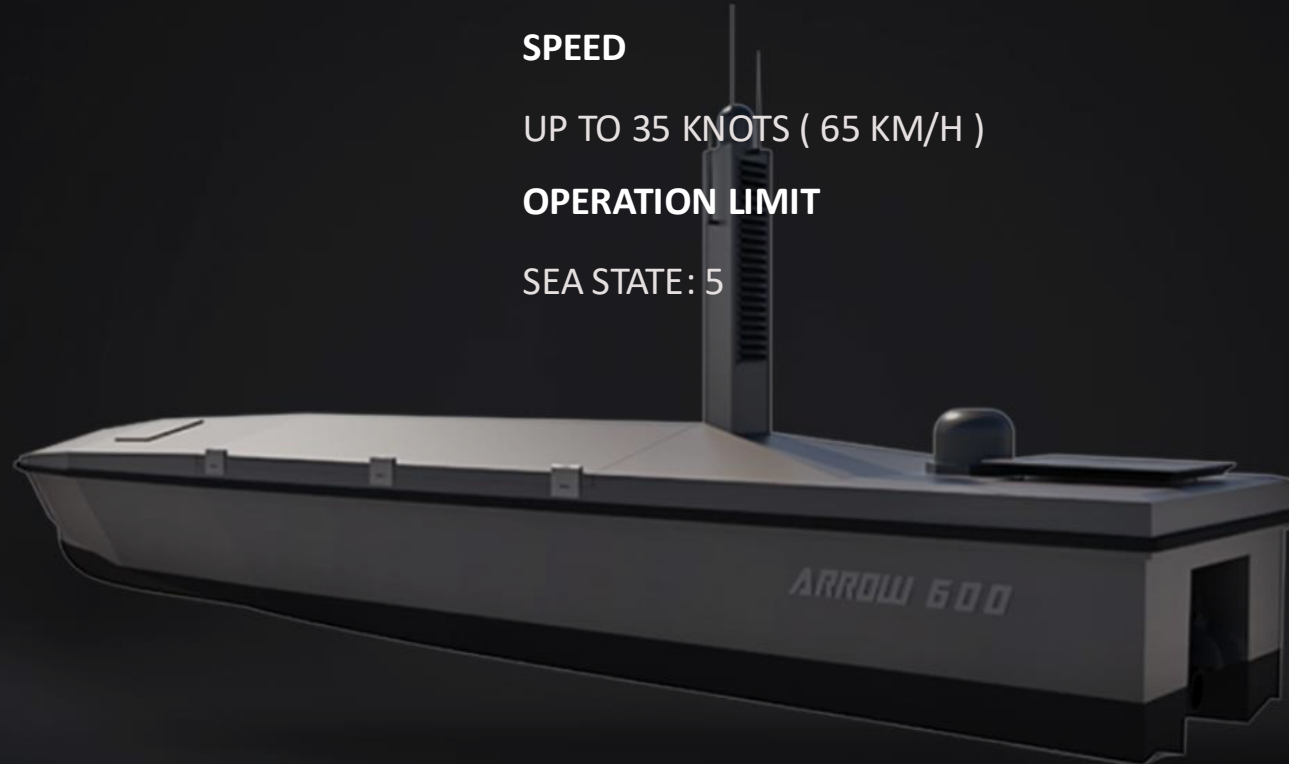 SPEED
UP TO 35 KNOTS ( 65 KM/H )
OPERATION LIMIT
SEA STATE: 5
ARROW 600